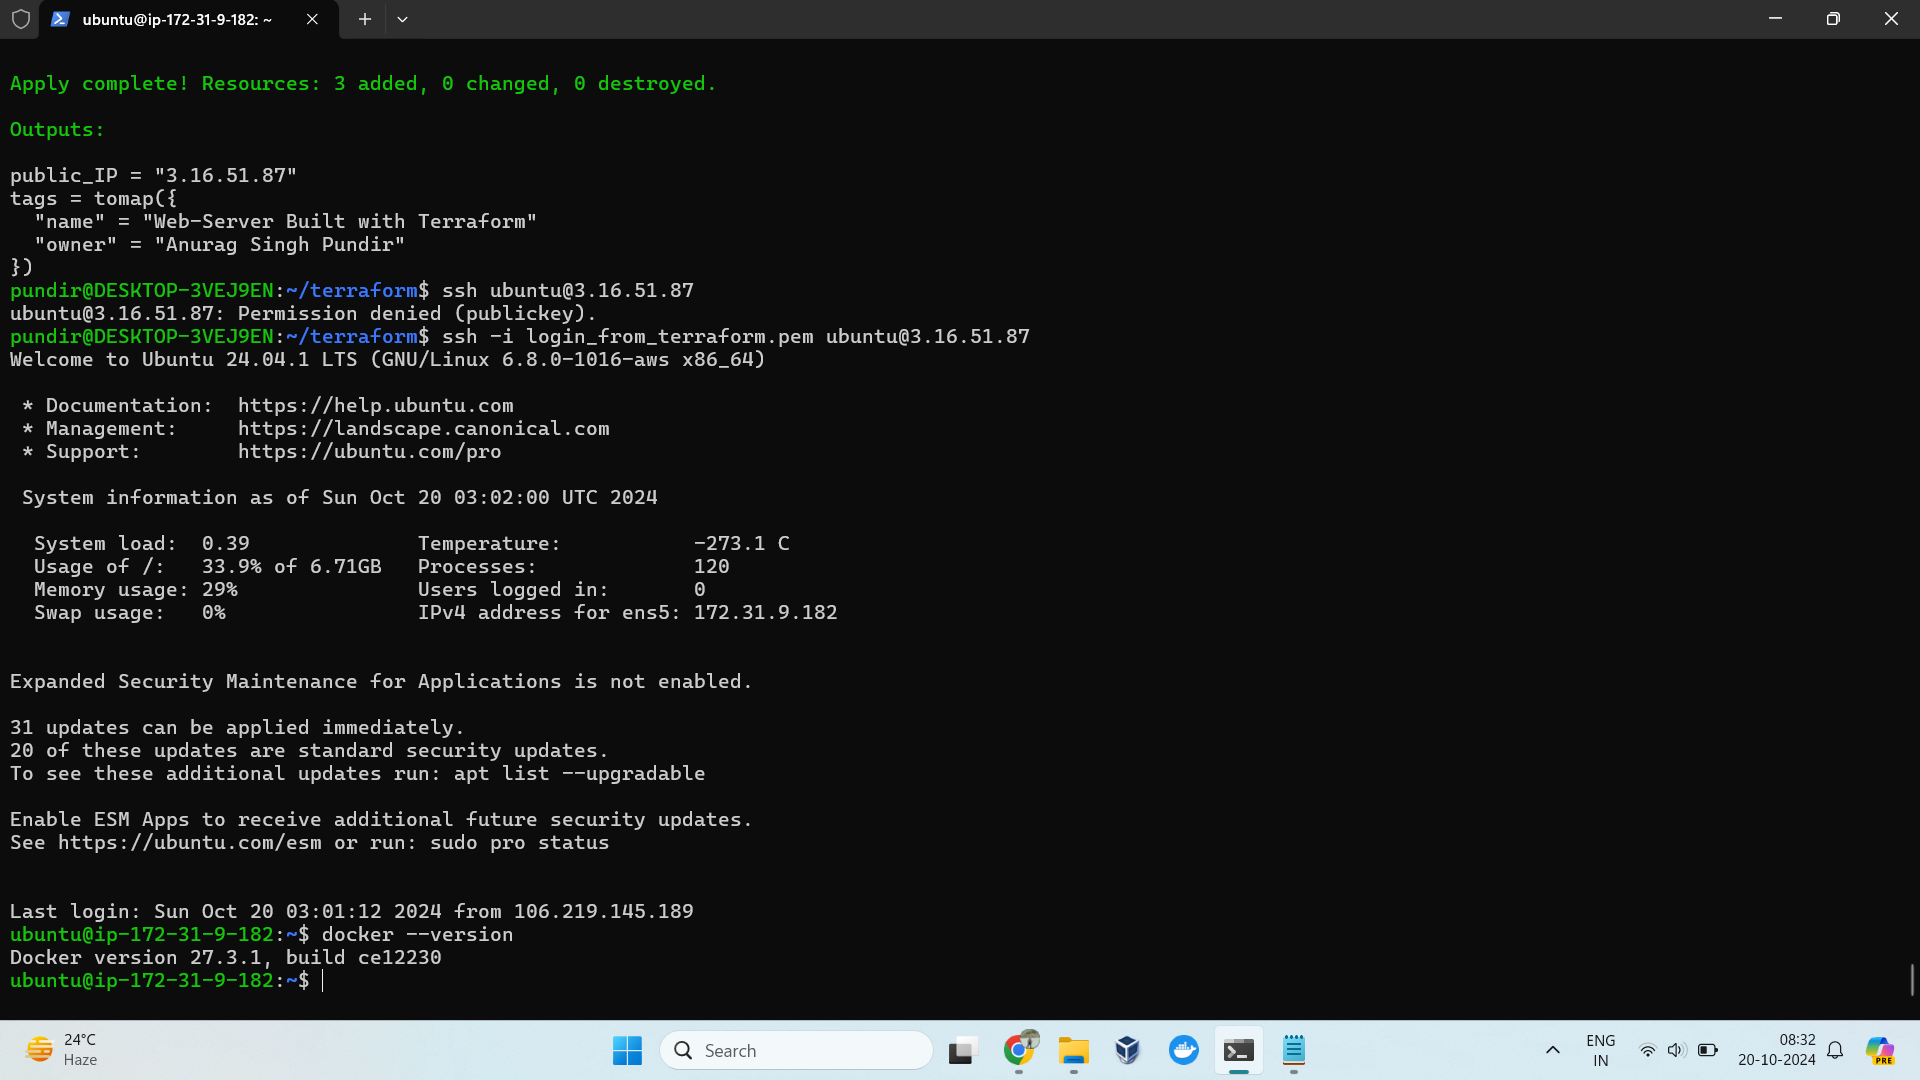 ubuntu@ip-172-31-9-182: ~
Apply complete! Resources: 3 added, 0 changed, 0 destroyed.
Outputs:
public_IP = "3.16.51.87"
tags = tomap({
  "name" = "Web-Server Built with Terraform"
  "owner" = "Anurag Singh Pundir"
})
pundir@DESKTOP-3VEJ9EN:~/terraform$ ssh ubuntu@3.16.51.87
ubuntu@3.16.51.87: Permission denied (publickey).
pundir@DESKTOP-3VEJ9EN:~/terraform$ ssh -i login_from_terraform.pem ubuntu@3.16.51.87
Welcome to Ubuntu 24.04.1 LTS (GNU/Linux 6.8.0-1016-aws x86_64)
 * Documentation:  https://help.ubuntu.com
 * Management:     https://landscape.canonical.com
 * Support:        https://ubuntu.com/pro
 System information as of Sun Oct 20 03:02:00 UTC 2024
  System load:  0.39              Temperature:           -273.1 C
  Usage of /:   33.9% of 6.71GB   Processes:             120
  Memory usage: 29%               Users logged in:       0
  Swap usage:   0%                IPv4 address for ens5: 172.31.9.182
Expanded Security Maintenance for Applications is not enabled.
31 updates can be applied immediately.
20 of these updates are standard security updates.
To see these additional updates run: apt list --upgradable
Enable ESM Apps to receive additional future security updates.
See https://ubuntu.com/esm or run: sudo pro status
Last login: Sun Oct 20 03:01:12 2024 from 106.219.145.189
ubuntu@ip-172-31-9-182:~$ docker --version
Docker version 27.3.1, build ce12230
ubuntu@ip-172-31-9-182:~$
24°C
Haze
Search
ENG
IN
08:32
20-10-2024
PRE